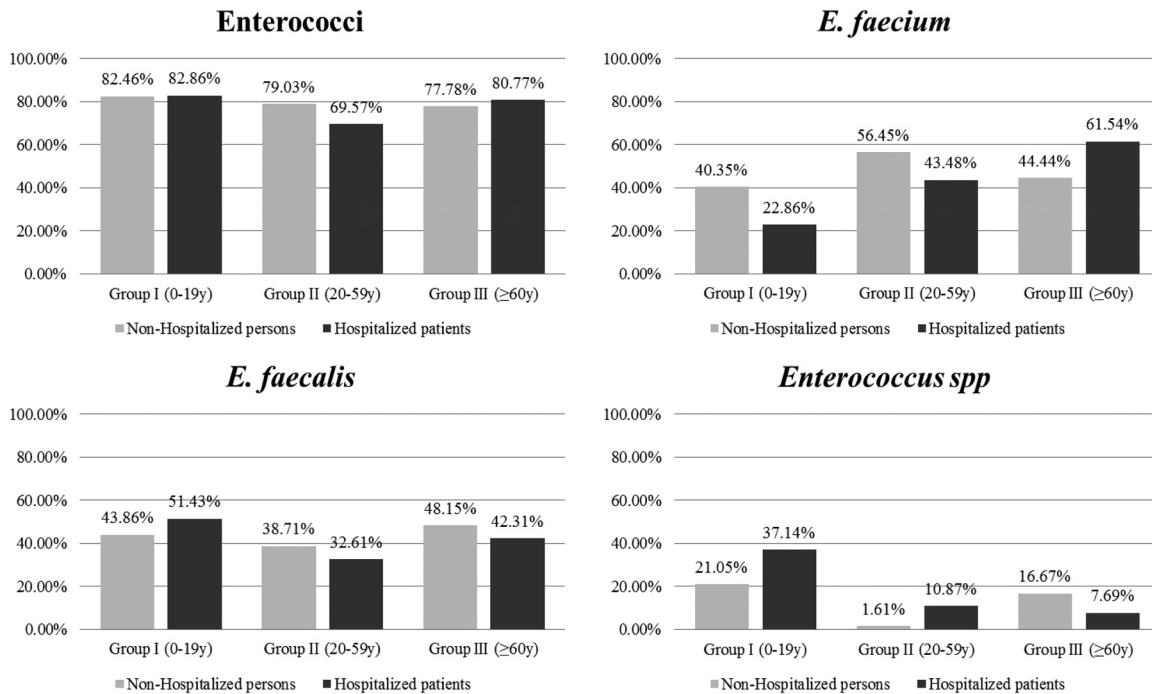 Enterococci
100.00%
80.00%
60.00%
40.00%
20.00%
0.00%
82.46% 82.86% 79.03% 69.57% 77.78% 80.77%
Group I (0-19y) Group II (20-59y) Group III (≥60y)
Non-Hospitalized persons Hospitalized patients
E. faecium
100.00%
80.00%
60.00%
40.00%
20.00%
0.00%
40.35% 22.86% 56.45% 43.48% 44.44% 61.54%
Group I (0-19y) Group II (20-59y) Group III (≥60y)
Non-Hospitalized persons Hospitalized patients
E. faecalis
100.00%
80.00%
60.00%
40.00%
20.00%
0.00%
43.86% 51.43% 38.71% 32.61% 48.15% 42.31%
Group I (0-19y) Group II (20-59y) Group III (≥60y)
Non-Hospitalized persons Hospitalized patients
Enterococcus spp
100.00%
80.00%
60.00%
40.00%
20.00%
0.00%
21.05% 37.14% 1.61% 10.87% 16.67% 7.69%
Group I (0-19y) Group II (20-59y) Group III (≥60y)
Non-Hospitalized persons Hospitalized patients